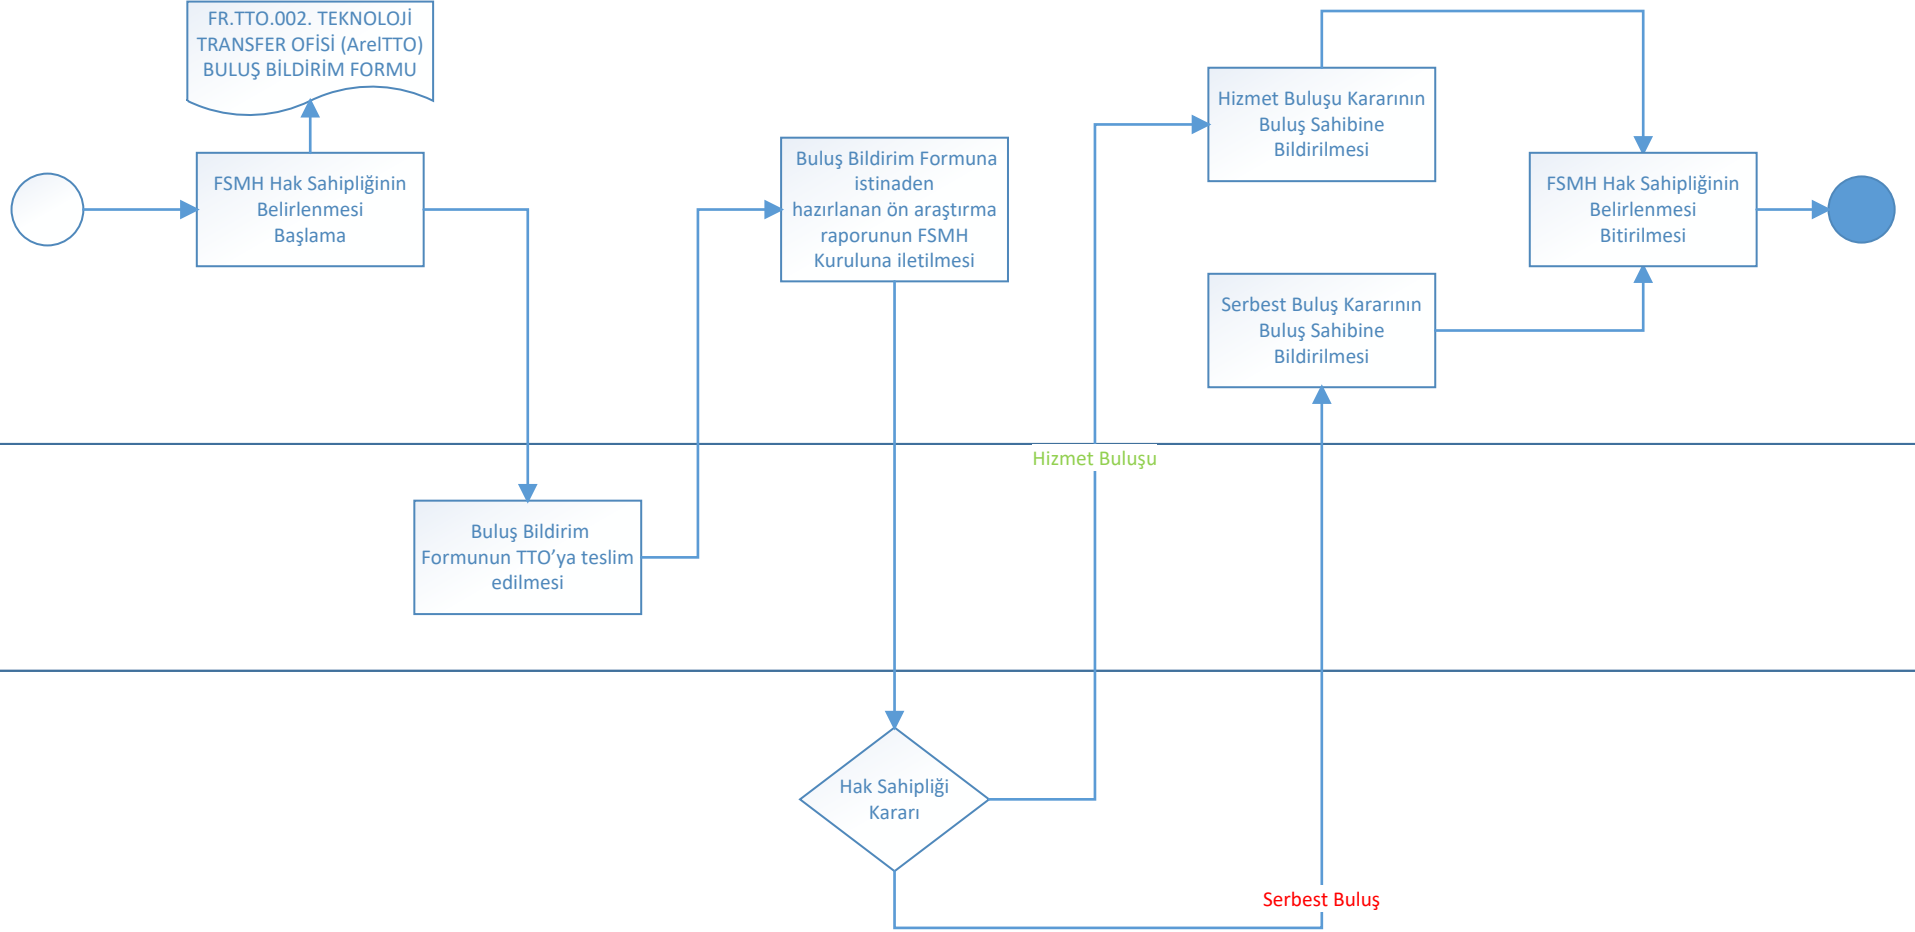 FR.TTO.002. TEKNOLOJİ
TRANSFER OFİSİ (ArelTTO)
BULUŞ BİLDİRİM FORMU
FSMH Hak Sahipliğinin
Belirlenmesi
Başlama
Buluş Bildirim Formuna
istinaden
hazırlanan ön araştırma
raporunun FSMH
Kuruluna iletilmesi
Hizmet Buluşu Kararının
Buluş Sahibine
Bildirilmesi
FSMH Hak Sahipliğinin
Belirlenmesi
Bitirilmesi
Serbest Buluş Kararının
Buluş Sahibine
Bildirilmesi
Hizmet Buluşu
Buluş Bildirim
Formunun TTO’ya teslim
edilmesi
Hak Sahipliği
Kararı
Serbest Buluş